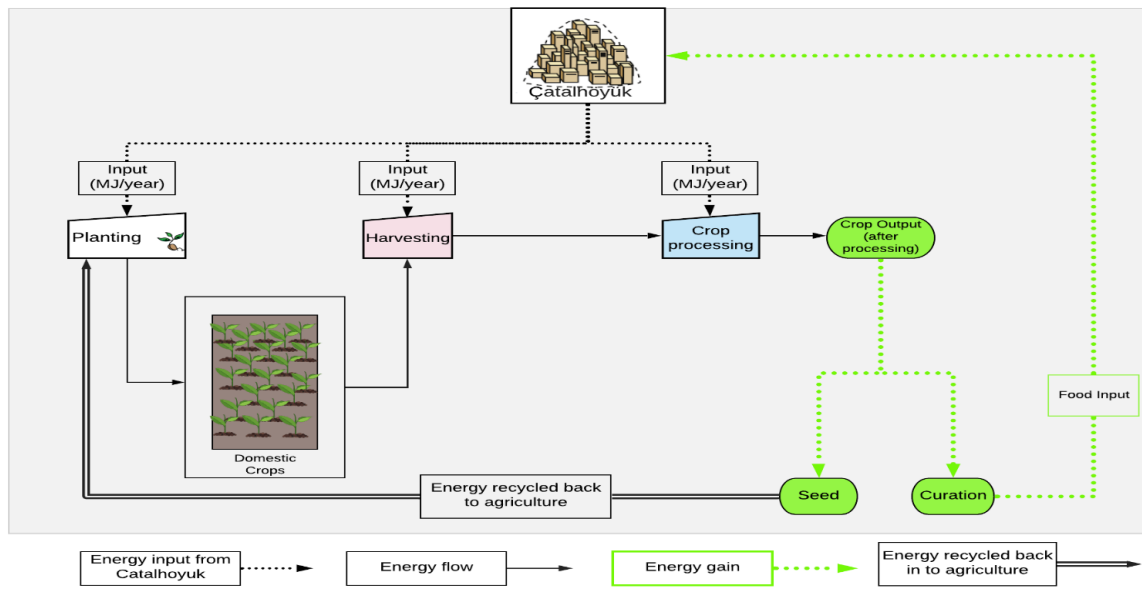 Çatalhoyuk
Input
(MJ/year)
Input
(MJ/year)
Input
(MJ/year)
Planting
Harvesting
Crop
processing
Crop Output
(after
processing)
Domestic
Crops
Food Input
Energy recycled back
to agriculture
Seed
Curation
Energy input from
Catalhoyuk
Energy flow
Energy gain
Energy recycled back
in to agriculture